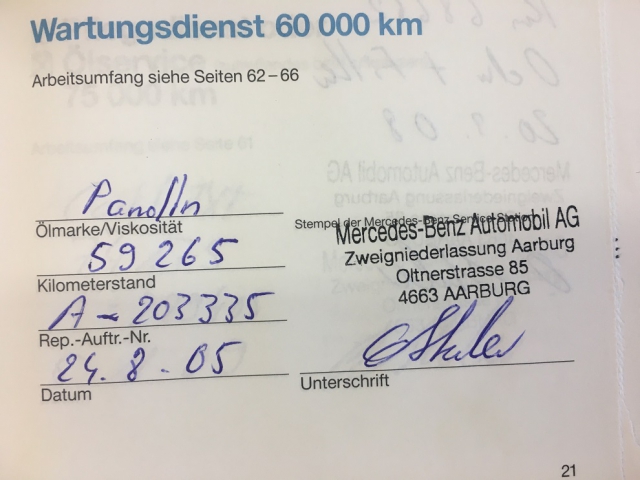 Wartungsdienst 60 000 km
Arbeitsumfang siehe Seiten 62–66
Panolin
Ölmarke/Viskosität
59265
Kilometerstand
A-203335
Rep.-Auftr.-Nr.
24.8.05
Datum
Stempel der Mercedes-Benz Service-Station
Mercedes-Benz Automobil AG
Zweigniederlassung Aarburg
Oltnerstrasse 85
4663 AARBURG
Unterschrift
21